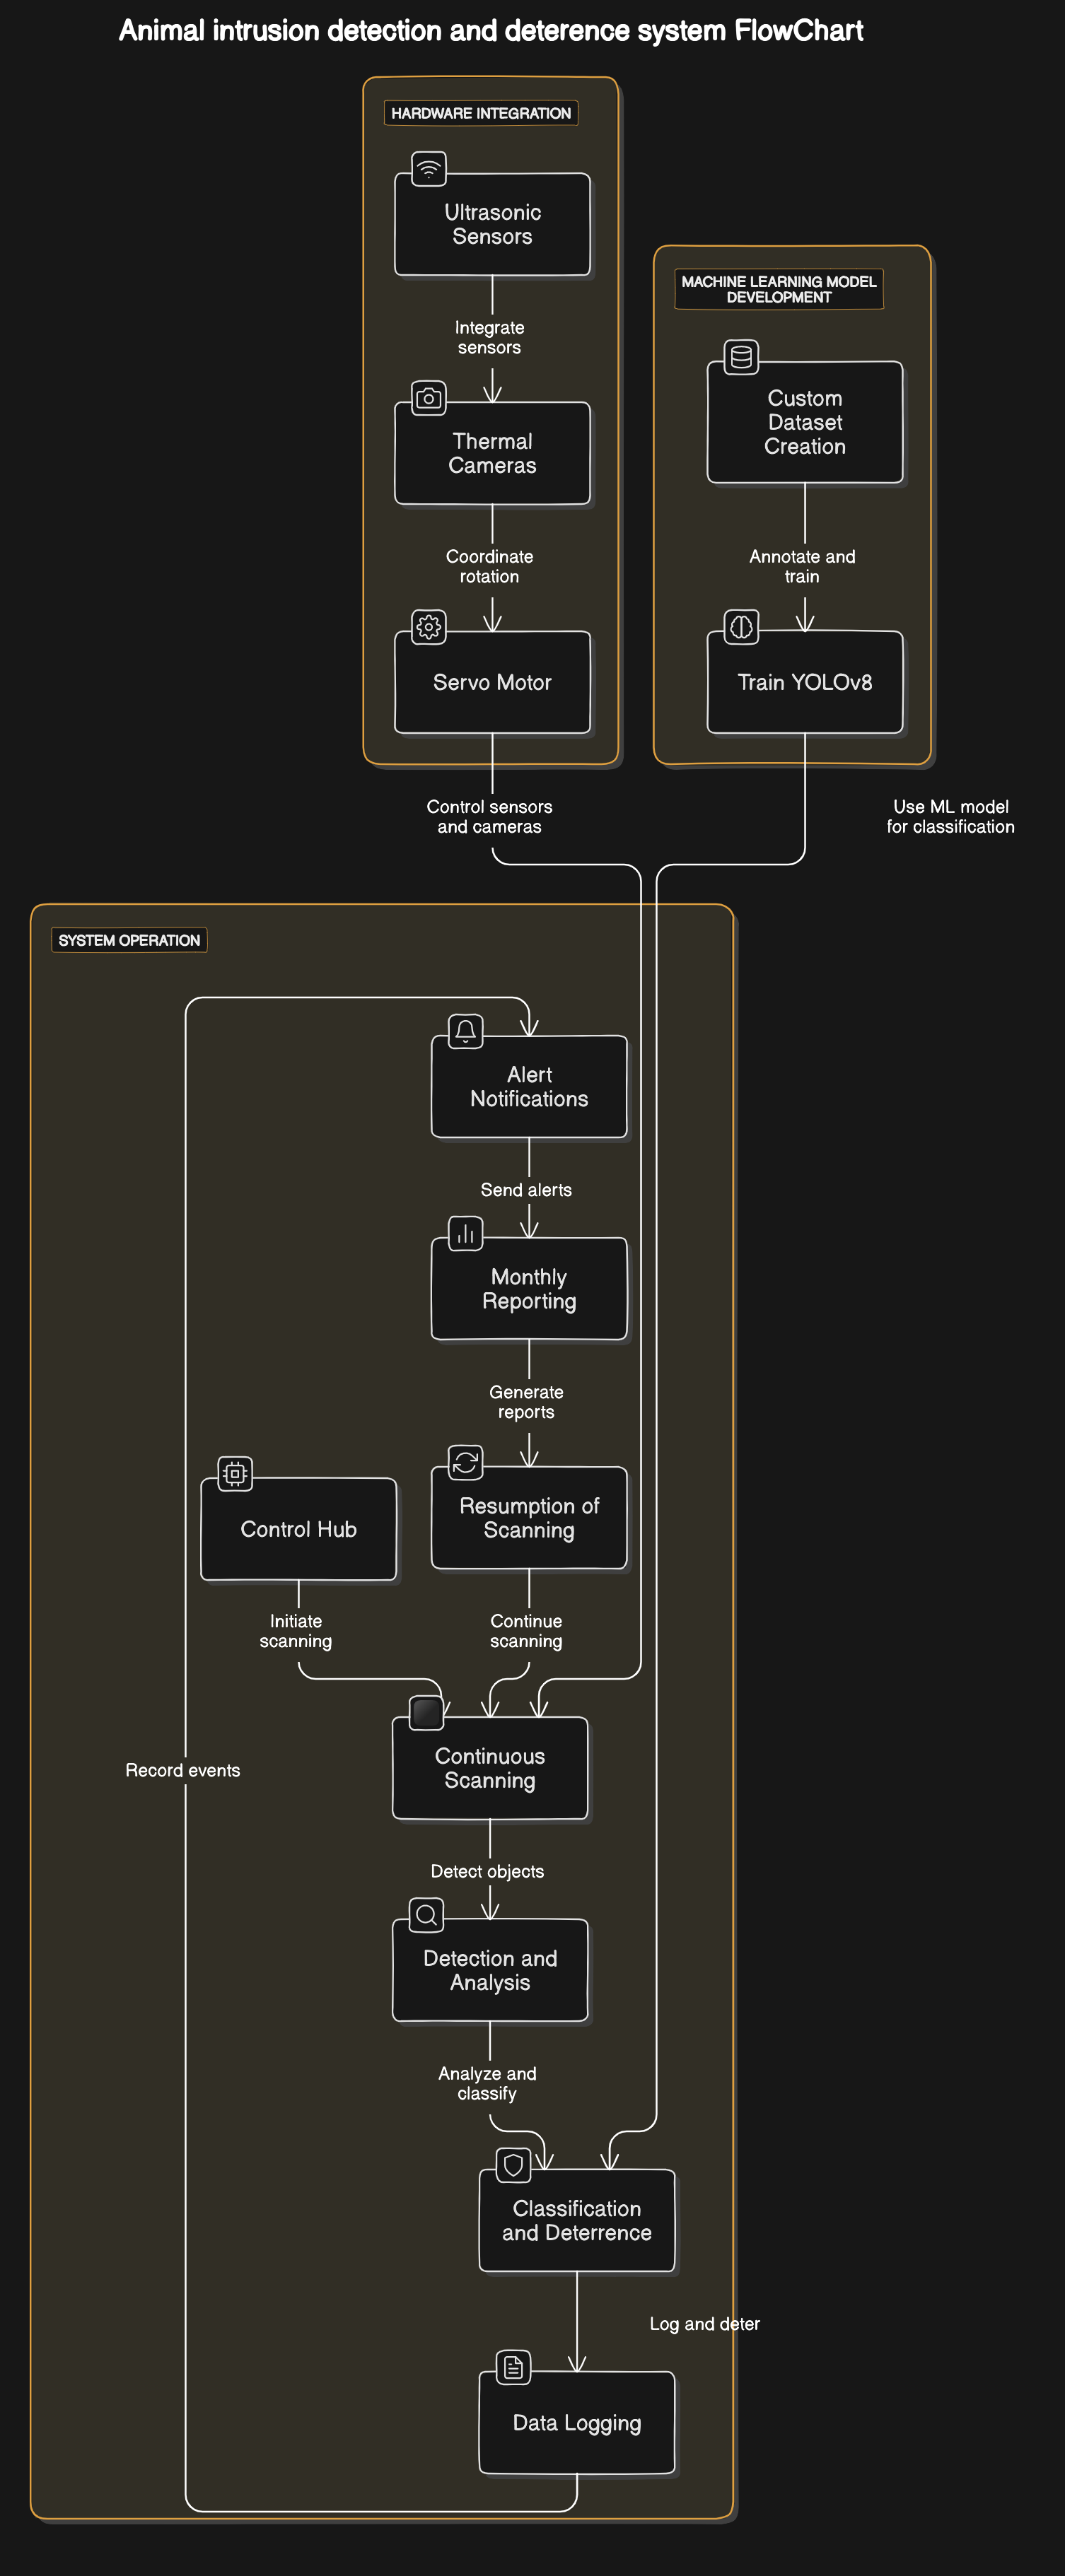 Animal intrusion detection and deterence system FlowChart
HARDWARE INTEGRATION
Ultrasonic
Sensors
Integrate
sensors
Thermal
Cameras
Coordinate
rotation
Servo Motor
MACHINE LEARNING MODEL
DEVELOPMENT
Custom
Dataset
Creation
Annotate and
train
Train YOLOv8
Control sensors
and cameras
Use ML model
for classification
SYSTEM OPERATION
Alert
Notifications
Send alerts
Monthly
Reporting
Generate
reports
Control Hub
Resumption of
Scanning
Initiate
scanning
Continue
scanning
Continuous
Scanning
Record events
Detect objects
Detection and
Analysis
Analyze and
classify
Classification
and Deterrence
Log and deter
Data Logging